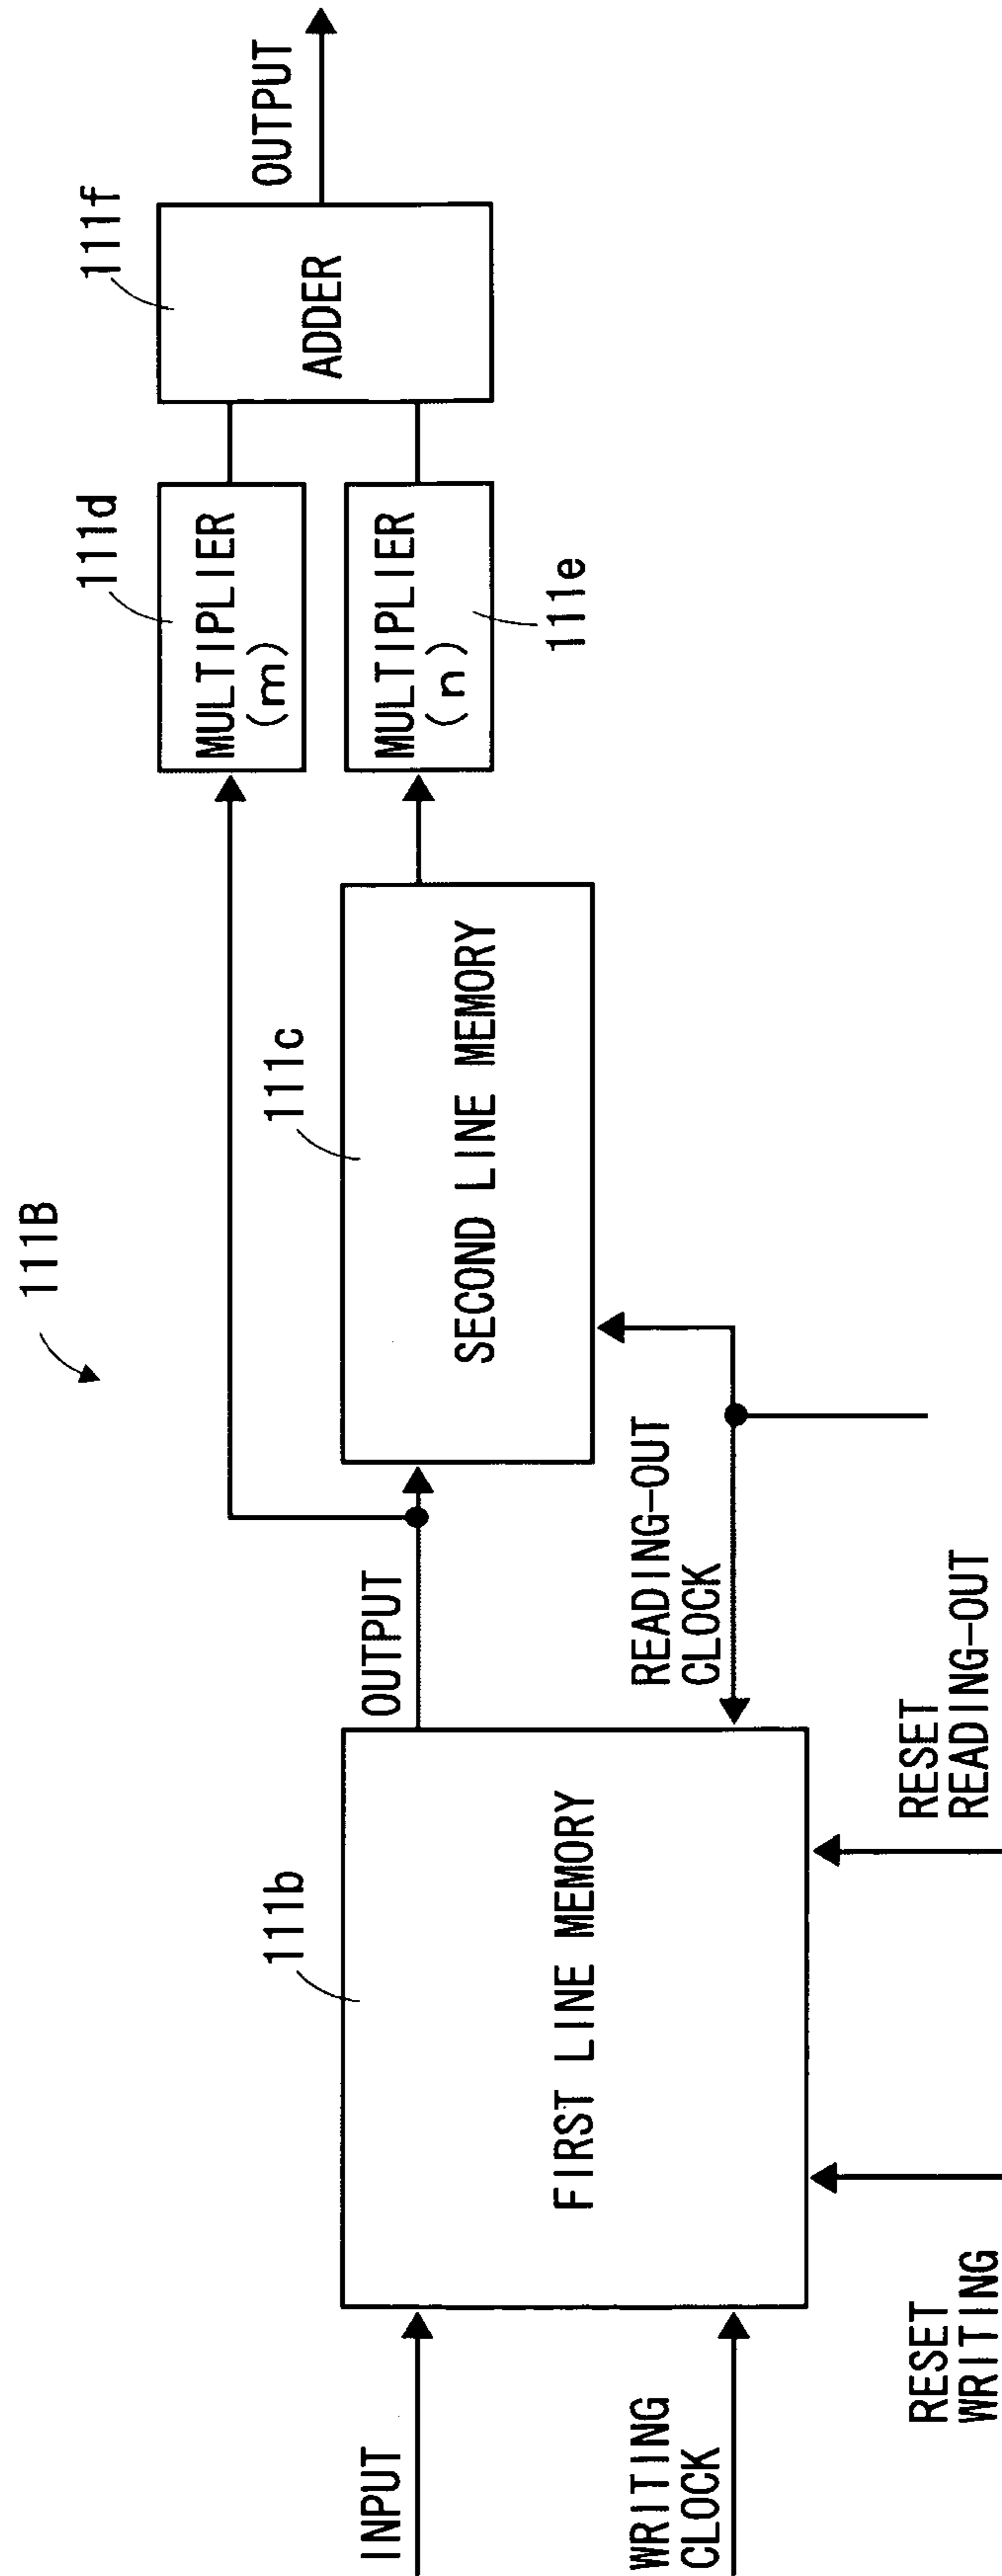 111B
INPUT
WRITING
CLOCK
RESET
WRITING
111b
FIRST LINE MEMORY
RESET
READING-OUT
OUTPUT
READING-OUT
CLOCK
111c
SECOND LINE MEMORY
111d
MULTIPLIER
(m)
MULTIPLIER
(n)
111e
111f
ADDER
OUTPUT